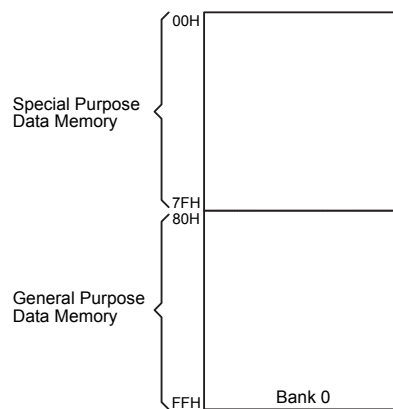 00H
Special Purpose
Data Memory
7FH
80H
General Purpose
Data Memory
FFH
Bank 0